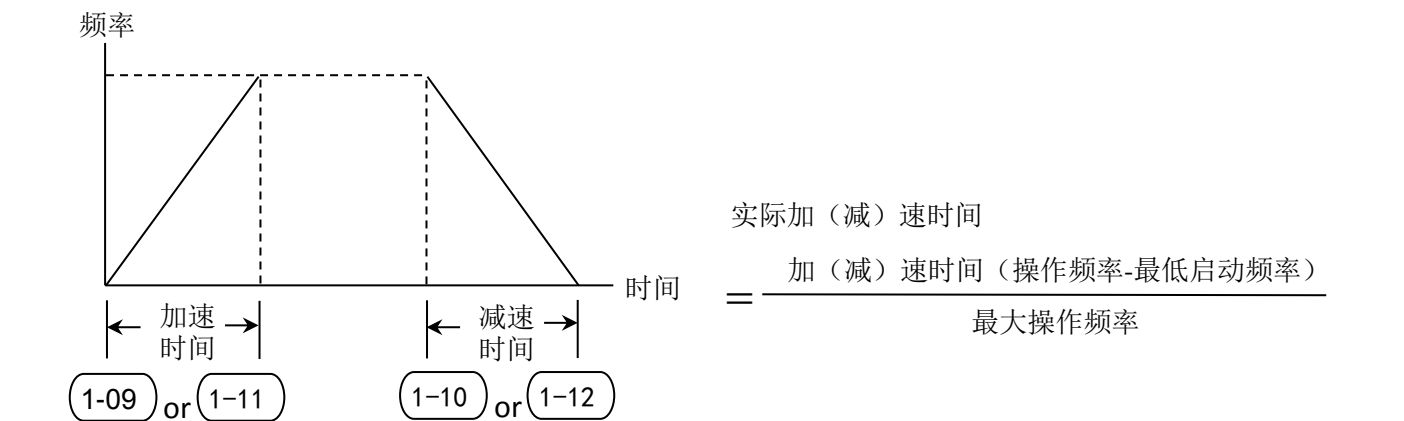 频率
时间
加速
时间
减速
时间
1-09 or 1-11
1-10 or 1-12
实际加（减）速时间
加（减）速时间（操作频率-最低启动频率）
=
最大操作频率